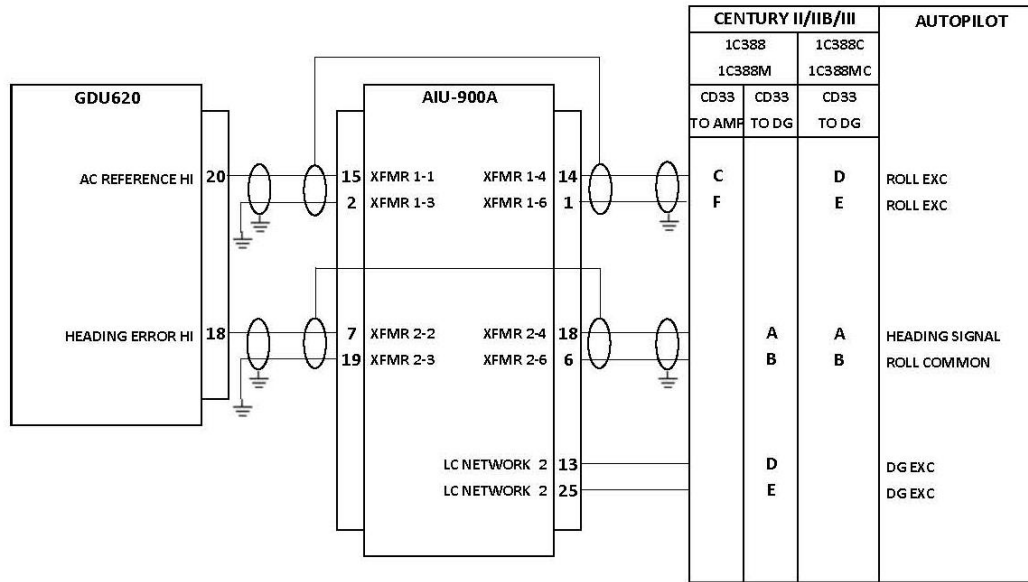 CENTURY II/IIB/III AUTOPILOT
1C388 1C388C
1C388M 1C388MC
GDU620 AIU-900A CD33 CD33 CD33
TO AMP TO DG TO DG
AC REFERENCE HI 20 15 XFMR 1-1 XFMR 1-4 14 C D ROLL EXC
2 XFMR 1-3 XFMR 1-6 1 F E ROLL EXC
HEADING ERROR HI 18 7 XFMR 2-2 XFMR 2-4 18 A A HEADING SIGNAL
19 XFMR 2-3 XFMR 2-6 6 B B ROLL COMMON
LC NETWORK 2 13 D DG EXC
LC NETWORK 2 25 E DG EXC